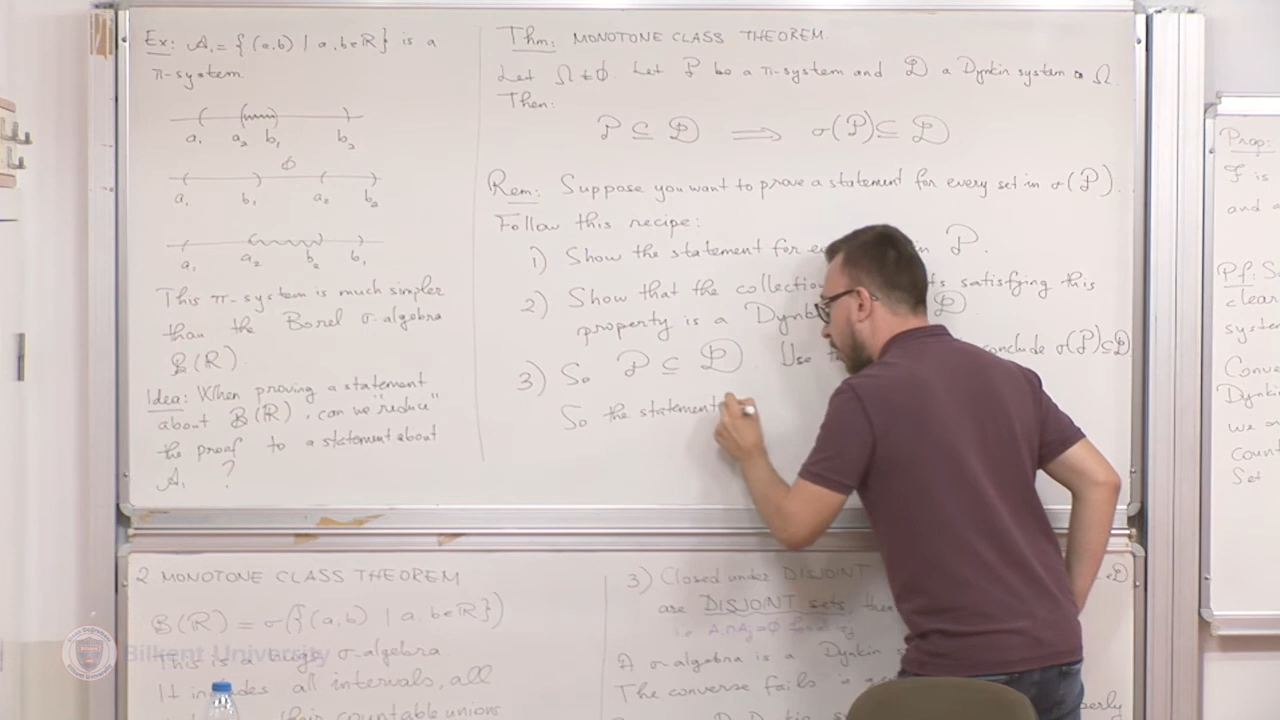 Ex: A₁ = { (a,b) | a,b∈ℝ } is a
π-system.
a₁ a₂ b₁ b₂
∅
a₁ b₁ a₂ b₂
a₁ a₂ b₂ b₁
This π-system is much simpler
than the Borel σ-algebra
B(ℝ).
Idea: When proving a statement
about B(ℝ), can we "reduce"
the proof to a statement about
A₁ ?
Thm: MONOTONE CLASS THEOREM.
Let Ω ≠ ∅. Let P be a π-system and D a Dynkin system Ω.
Then:
P ⊆ D ⟹ σ(P) ⊆ D
Rem: Suppose you want to prove a statement for every set in σ(P).
Follow this recipe:
1) Show the statement for in P.
2) Show that the collection satisfying this
property is a D
3) So P ⊆ D. Use conclude σ(P)⊆D
So the statement
2. MONOTONE CLASS THEOREM
B(ℝ) = σ({(a,b) | a,b∈ℝ})
This is a huge σ-algebra.
It includes all intervals, all
their countable unions
3) Closed under DISJOINT
are DISJOINT sets, then
i.e. Aᵢ∩Aⱼ=∅ for i≠j
A σ-algebra is a Dynkin
The converse fails
Prop:
F is
and
Pf:
clear
system
Conve
Dynkin
we
count
Set
Bilkent University